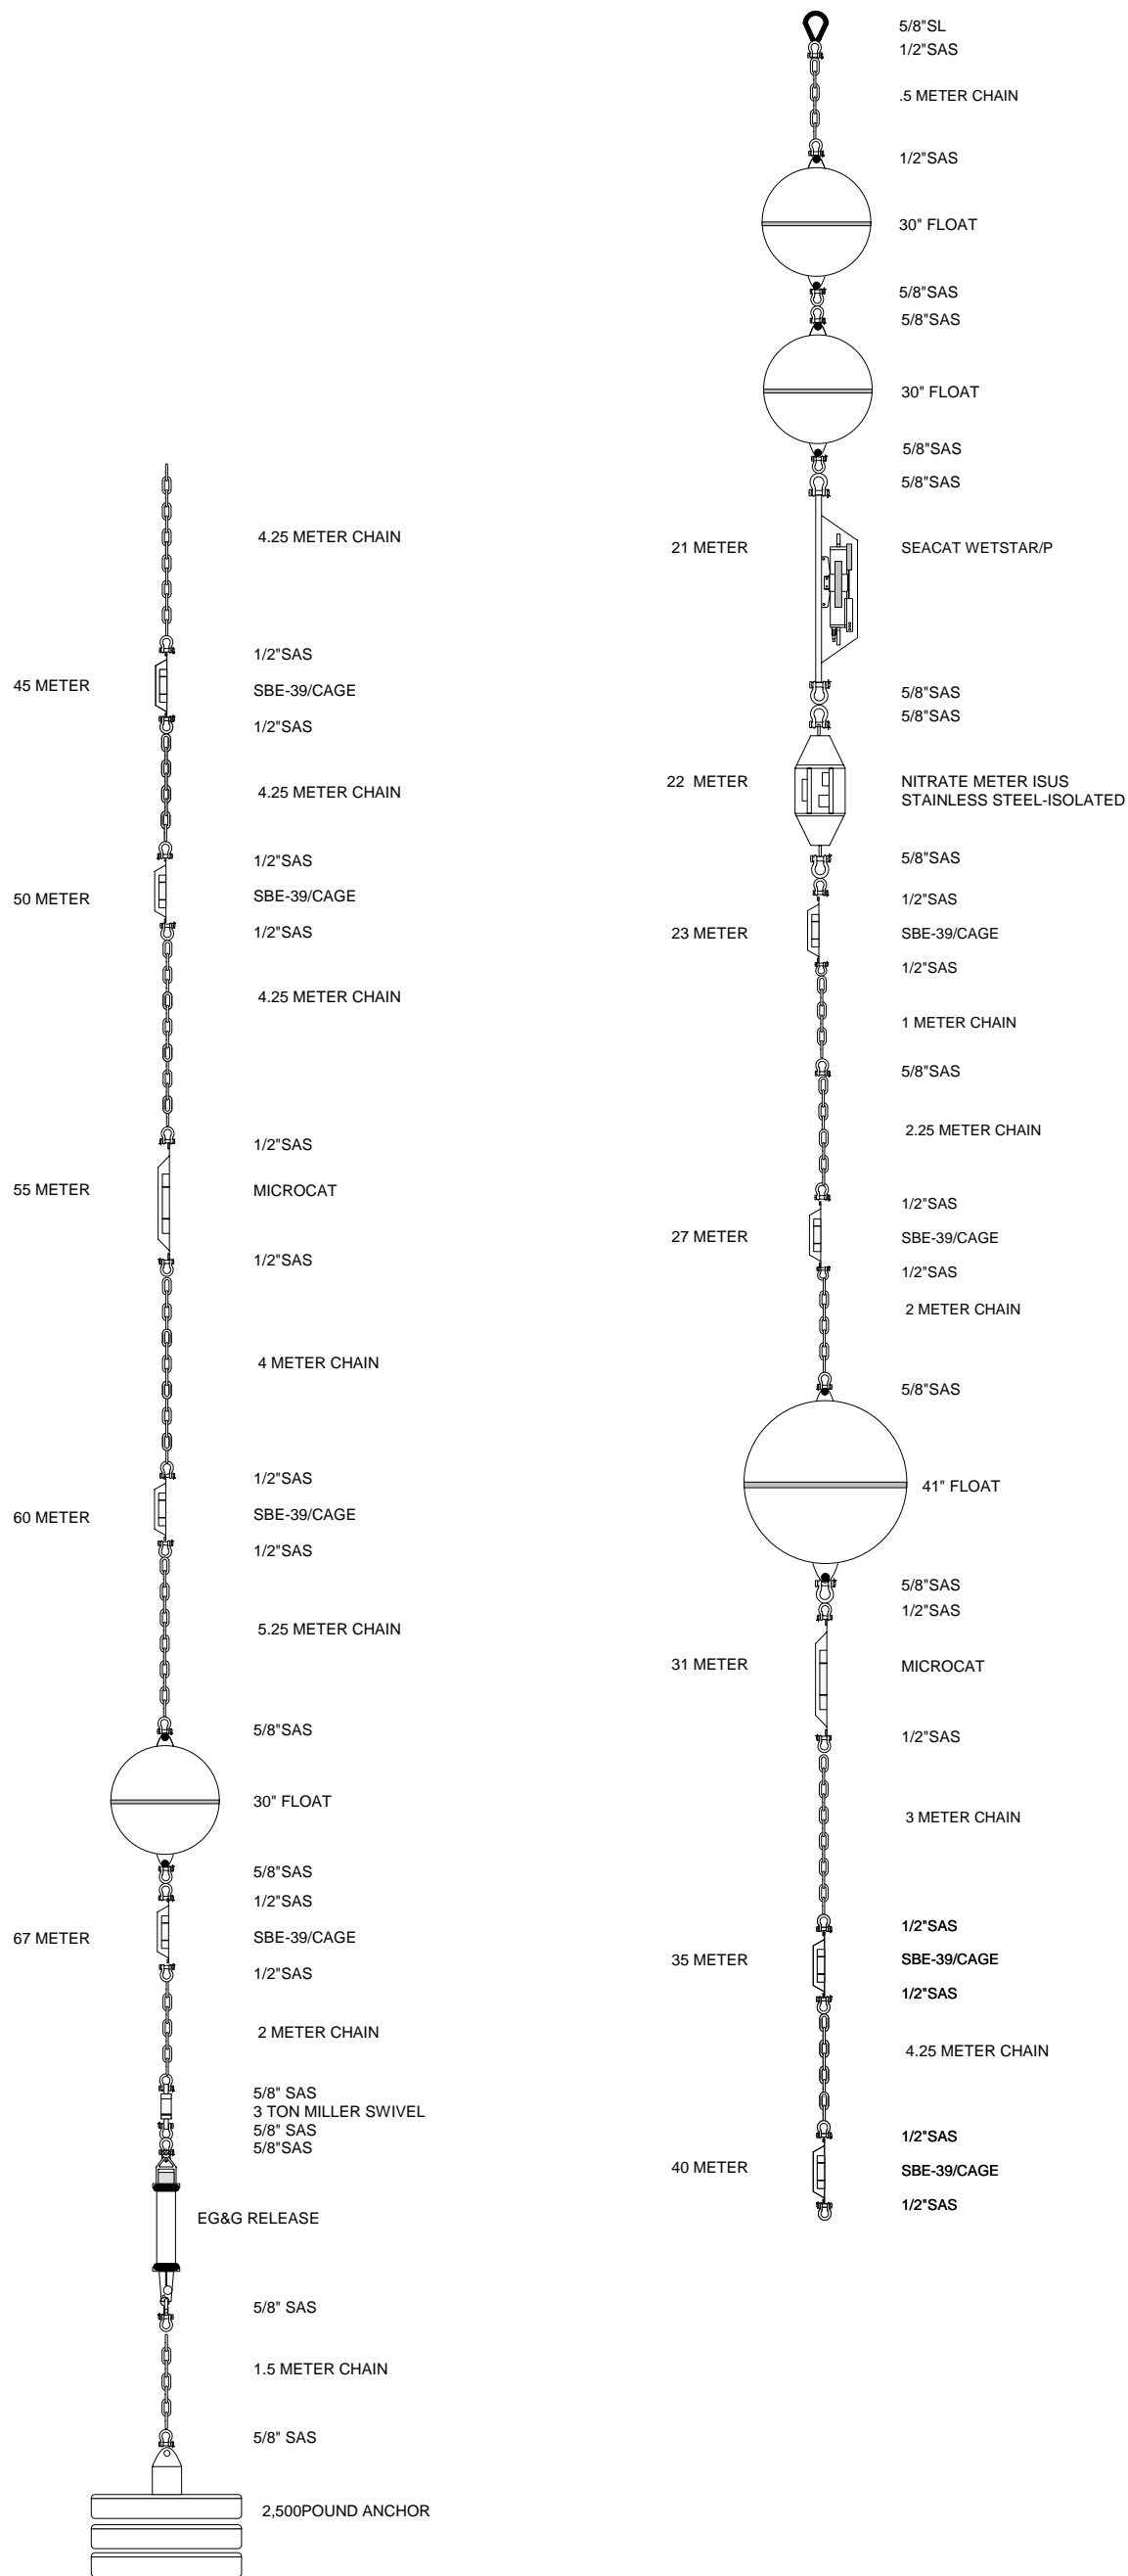 5/8"SL
1/2"SAS
.5 METER CHAIN
1/2"SAS
30" FLOAT
5/8"SAS
5/8"SAS
30" FLOAT
5/8"SAS
5/8"SAS
21 METER
SEACAT WETSTAR/P
5/8"SAS
5/8"SAS
22 METER
NITRATE METER ISUS
STAINLESS STEEL-ISOLATED
5/8"SAS
1/2"SAS
23 METER
SBE-39/CAGE
1/2"SAS
1 METER CHAIN
5/8"SAS
2.25 METER CHAIN
1/2"SAS
27 METER
SBE-39/CAGE
1/2"SAS
2 METER CHAIN
5/8"SAS
41" FLOAT
5/8"SAS
1/2"SAS
31 METER
MICROCAT
1/2"SAS
3 METER CHAIN
1/2"SAS
35 METER
SBE-39/CAGE
1/2"SAS
4.25 METER CHAIN
1/2"SAS
40 METER
SBE-39/CAGE
1/2"SAS
4.25 METER CHAIN
1/2"SAS
45 METER
SBE-39/CAGE
1/2"SAS
4.25 METER CHAIN
1/2"SAS
50 METER
SBE-39/CAGE
1/2"SAS
4.25 METER CHAIN
1/2"SAS
55 METER
MICROCAT
1/2"SAS
4 METER CHAIN
1/2"SAS
60 METER
SBE-39/CAGE
1/2"SAS
5.25 METER CHAIN
5/8"SAS
30" FLOAT
5/8"SAS
1/2"SAS
67 METER
SBE-39/CAGE
1/2"SAS
2 METER CHAIN
5/8" SAS
3 TON MILLER SWIVEL
5/8" SAS
5/8"SAS
EG&G RELEASE
5/8" SAS
1.5 METER CHAIN
5/8" SAS
2,500POUND ANCHOR